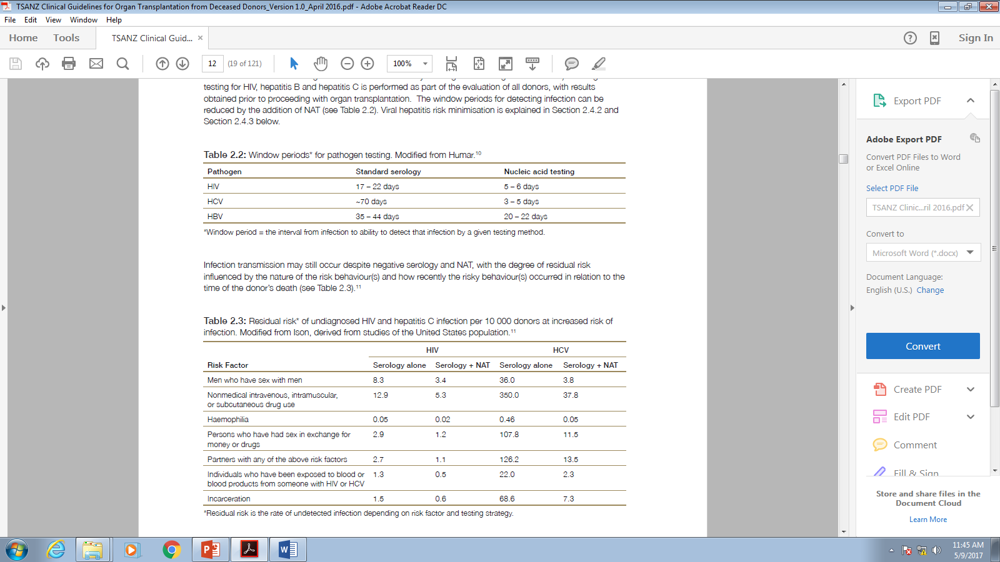 TSANZ Clinical Guidelines for Organ Transplantation from Deceased Donors_Version 1.0_April 2016.pdf - Adobe Acrobat Reader DC
File Edit View Window Help
Home Tools TSANZ Clinical Guid... × Sign In
12 (19 of 121) 100%
testing for HIV, hepatitis B and hepatitis C is performed as part of the evaluation of all donors, with results
obtained prior to proceeding with organ transplantation. The window periods for detecting infection can be
reduced by the addition of NAT (see Table 2.2). Viral hepatitis risk minimisation is explained in Section 2.4.2 and
Section 2.4.3 below.
Table 2.2: Window periods* for pathogen testing. Modified from Humar.10
Pathogen Standard serology Nucleic acid testing
HIV 17 – 22 days 5 – 6 days
HCV ~70 days 3 – 5 days
HBV 35 – 44 days 20 – 22 days
*Window period = the interval from infection to ability to detect that infection by a given testing method.
Infection transmission may still occur despite negative serology and NAT, with the degree of residual risk
influenced by the nature of the risk behaviour(s) and how recently the risky behaviour(s) occurred in relation to the
time of the donor's death (see Table 2.3).11
Table 2.3: Residual risk* of undiagnosed HIV and hepatitis C infection per 10 000 donors at increased risk of
infection. Modified from Ison, derived from studies of the United States population.11
HIV HCV
Risk Factor Serology alone Serology + NAT Serology alone Serology + NAT
Men who have sex with men 8.3 3.4 36.0 3.8
Nonmedical intravenous, intramuscular, 12.9 5.3 350.0 37.8
or subcutaneous drug use
Haemophilia 0.05 0.02 0.46 0.05
Persons who have had sex in exchange for 2.9 1.2 107.8 11.5
money or drugs
Partners with any of the above risk factors 2.7 1.1 126.2 13.5
Individuals who have been exposed to blood or 1.3 0.5 22.0 2.3
blood products from someone with HIV or HCV
Incarceration 1.5 0.6 68.6 7.3
*Residual risk is the rate of undetected infection depending on risk factor and testing strategy.
Export PDF
Adobe Export PDF
Convert PDF Files to Word
or Excel Online
Select PDF File
TSANZ Clinic...ril 2016.pdf
Convert to
Microsoft Word (*.docx)
Document Language:
English (U.S.) Change
Convert
Create PDF
Edit PDF
Comment
Fill & Sign
Store and share files in the
Document Cloud
Learn More
11:45 AM
5/9/2017